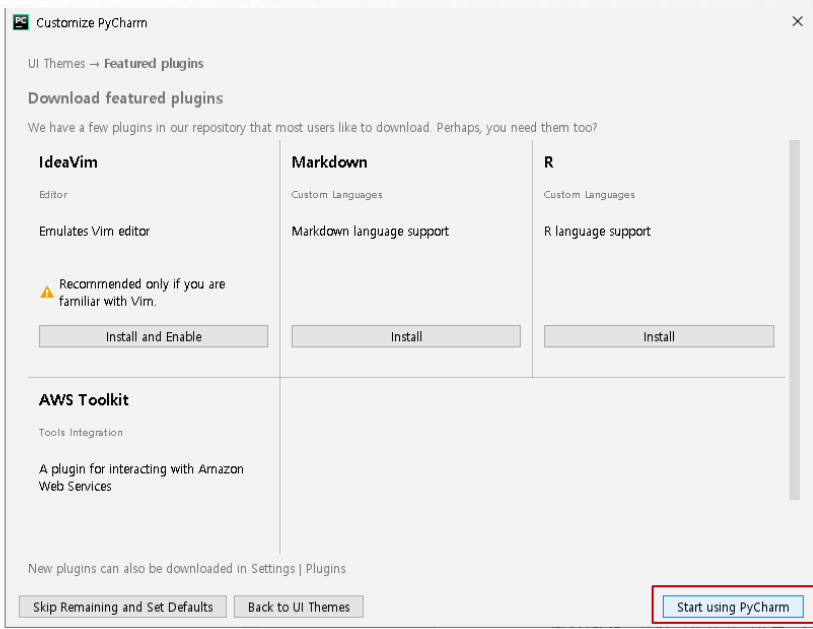 PC Customize PyCharm
UI Themes → Featured plugins
Download featured plugins
We have a few plugins in our repository that most users like to download. Perhaps, you need them too?
IdeaVim
Editor
Emulates Vim editor
Recommended only if you are
familiar with Vim.
Install and Enable
Markdown
Custom Languages
Markdown language support
Install
R
Custom Languages
R language support
Install
AWS Toolkit
Tools Integration
A plugin for interacting with Amazon
Web Services
New plugins can also be downloaded in Settings | Plugins
Skip Remaining and Set Defaults
Back to UI Themes
Start using PyCharm